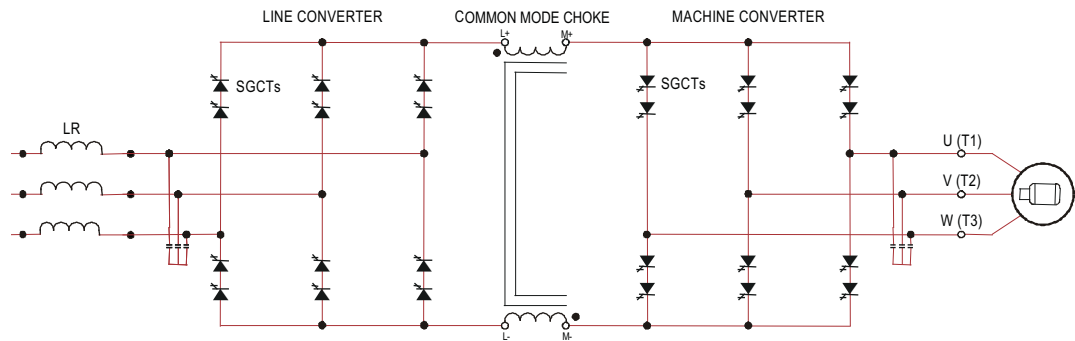 LINE CONVERTER
COMMON MODE CHOKE
MACHINE CONVERTER
L+
M+
SGCTs
SGCTs
LR
U (T1)
V (T2)
W (T3)
L-
M-